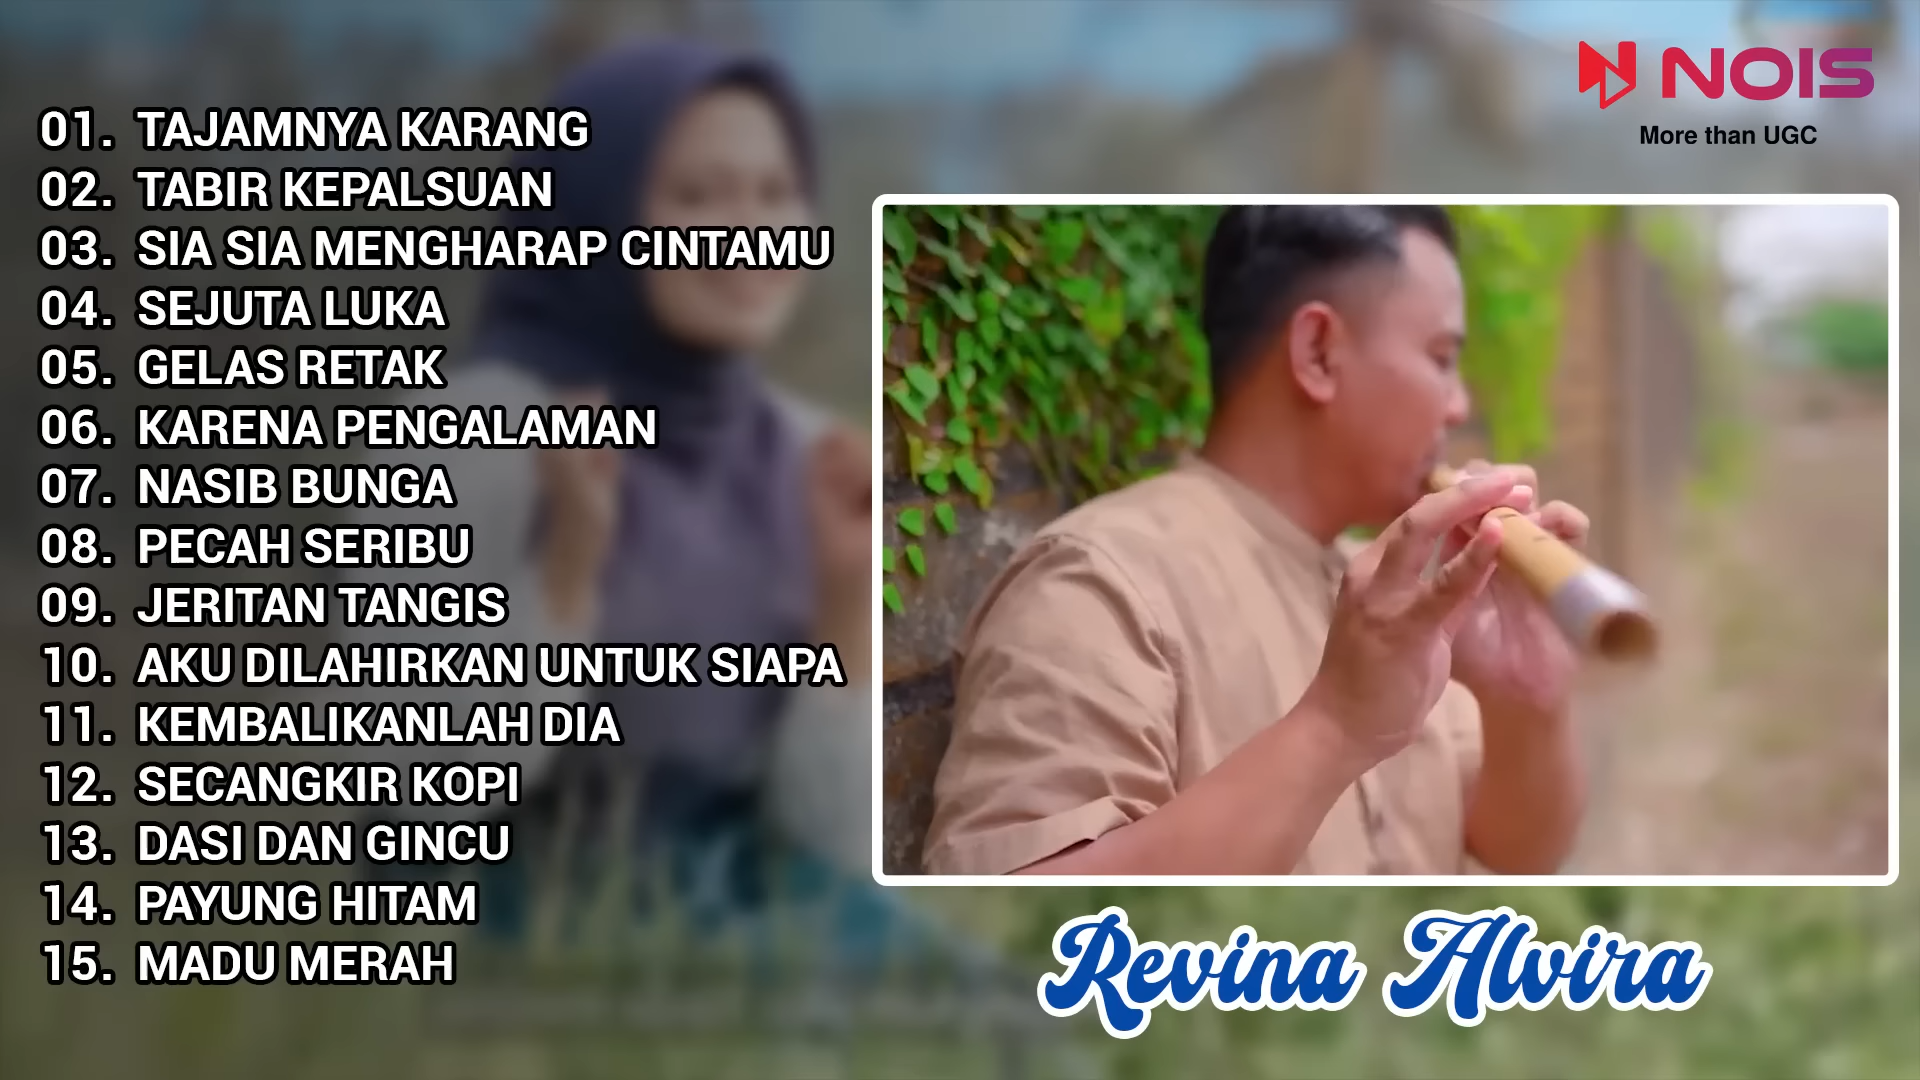 01. TAJAMNYA KARANG
02. TABIR KEPALSUAN
03. SIA SIA MENGHARAP CINTAMU
04. SEJUTA LUKA
05. GELAS RETAK
06. KARENA PENGALAMAN
07. NASIB BUNGA
08. PECAH SERIBU
09. JERITAN TANGIS
10. AKU DILAHIRKAN UNTUK SIAPA
11. KEMBALIKANLAH DIA
12. SECANGKIR KOPI
13. DASI DAN GINCU
14. PAYUNG HITAM
15. MADU MERAH
NOIS
More than UGC
Revina Alvira